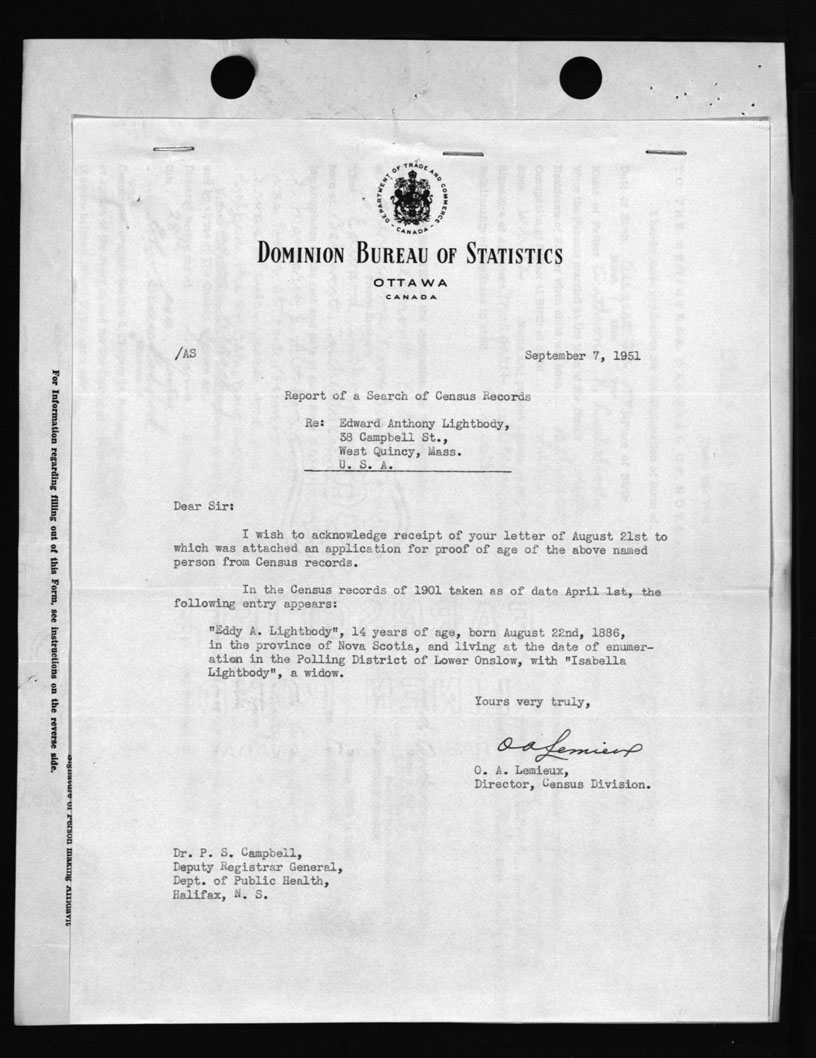 DEPARTMENT OF TRADE AND COMMERCE
- CANADA -
DOMINION BUREAU OF STATISTICS
OTTAWA
CANADA
/AS
September 7, 1951
Report of a Search of Census Records
Re: Edward Anthony Lightbody,
38 Campbell St.,
West Quincy, Mass.
U. S. A.
Dear Sir:
I wish to acknowledge receipt of your letter of August 21st to
which was attached an application for proof of age of the above named
person from Census records.
In the Census records of 1901 taken as of date April 1st, the
following entry appears:
"Eddy A. Lightbody", 14 years of age, born August 22nd, 1886,
in the province of Nova Scotia, and living at the date of enumer-
ation in the Polling District of Lower Onslow, with "Isabella
Lightbody", a widow.
Yours very truly,
O A Lemieux
O. A. Lemieux,
Director, Census Division.
Dr. P. S. Campbell,
Deputy Registrar General,
Dept. of Public Health,
Halifax, N. S.
For Information regarding filling out of this Form, see instructions on the reverse side.
Signature of Person making Affidavit